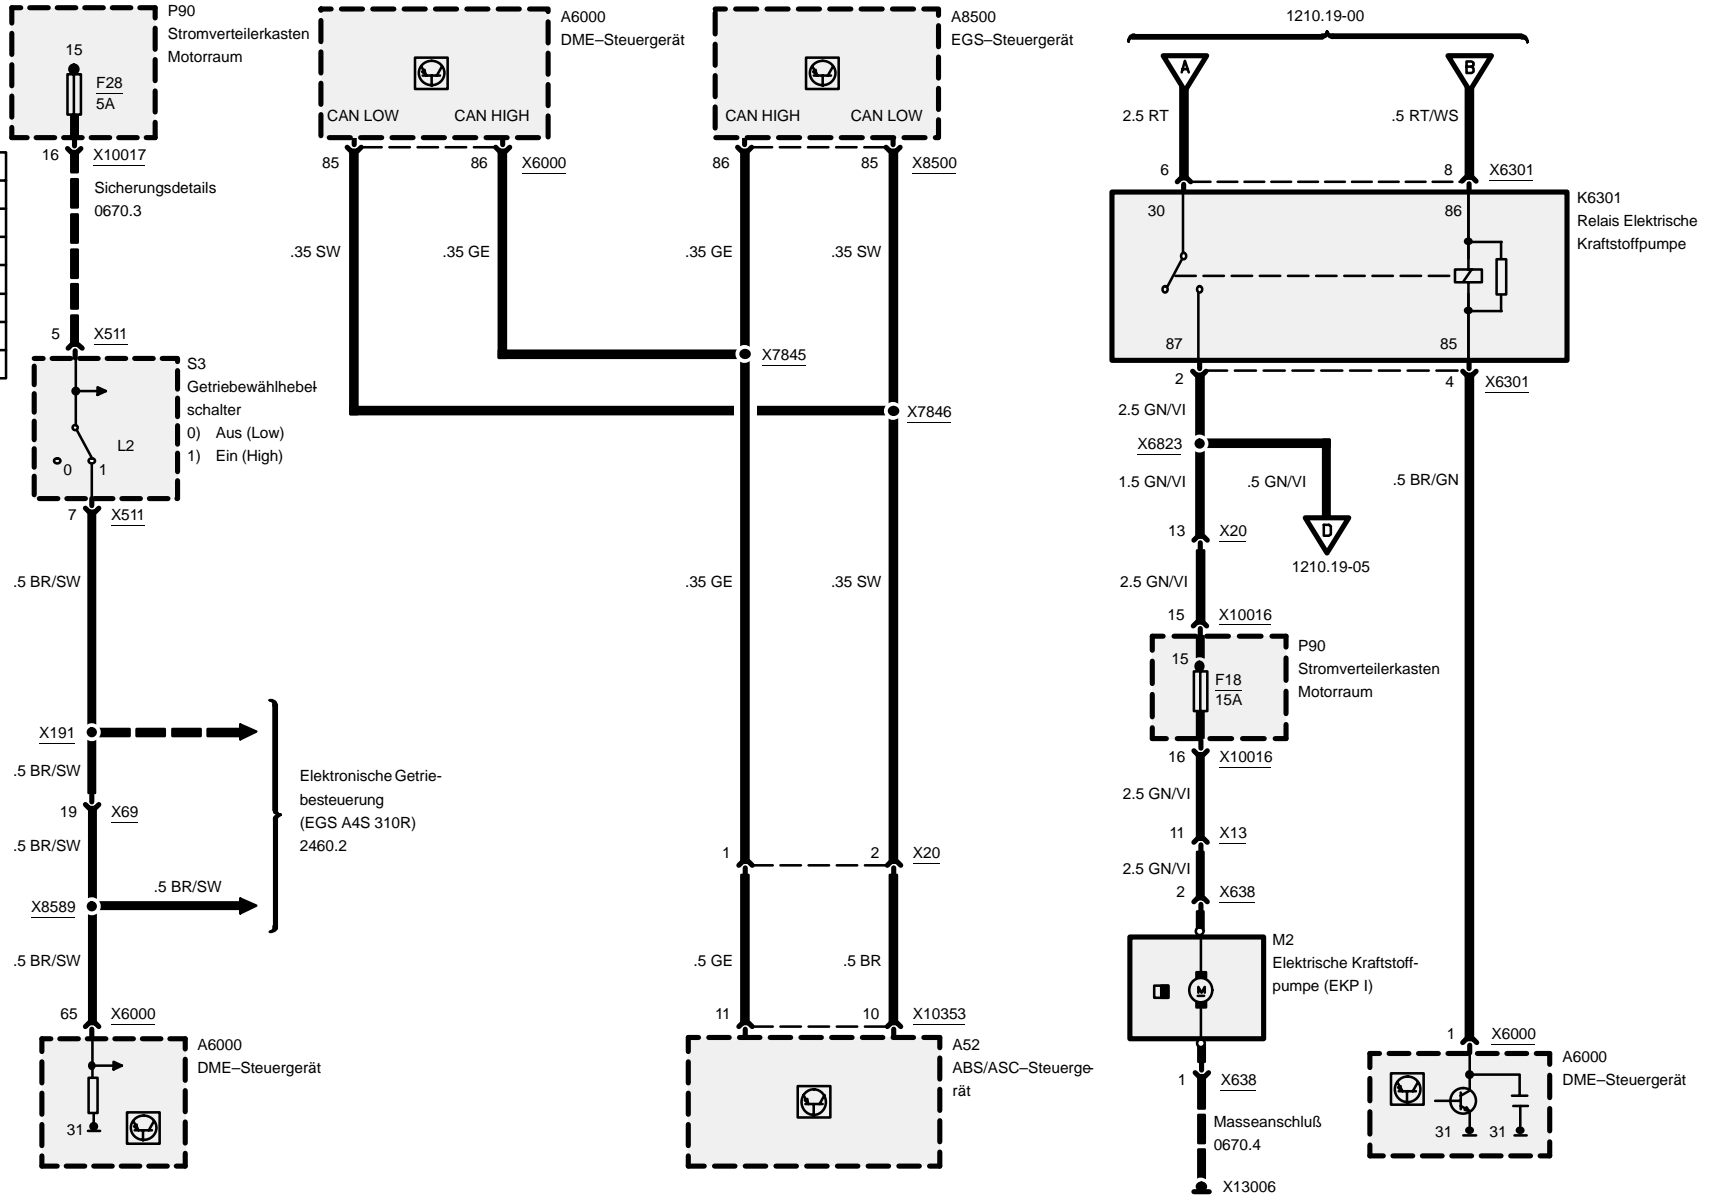 P90
Stromverteilerkasten
Motorraum
15
F28
5A
16
X10017
Sicherungsdetails
0670.3
5
X511
S3
Getriebewählhebel-
schalter
0) Aus (Low)
1) Ein (High)
L2
0
1
7
X511
.5 BR/SW
X191
.5 BR/SW
19
X69
.5 BR/SW
.5 BR/SW
X8589
.5 BR/SW
Elektronische Getrie-
besteuerung
(EGS A4S 310R)
2460.2
65
X6000
A6000
DME–Steuergerät
31
A6000
DME–Steuergerät
CAN LOW
CAN HIGH
85
86
X6000
.35 SW
.35 GE
A8500
EGS–Steuergerät
CAN HIGH
CAN LOW
86
85
X8500
.35 GE
.35 SW
X7845
X7846
.35 GE
.35 SW
1
2
X20
.5 GE
.5 BR
11
10
X10353
A52
ABS/ASC–Steuerge-
rät
1210.19-00
A
B
2.5 RT
.5 RT/WS
6
8
X6301
K6301
Relais Elektrische
Kraftstoffpumpe
30
86
87
85
2
4
X6301
2.5 GN/VI
X6823
1.5 GN/VI
.5 GN/VI
.5 BR/GN
D
1210.19-05
13
X20
2.5 GN/VI
15
X10016
P90
Stromverteilerkasten
Motorraum
15
F18
15A
16
X10016
2.5 GN/VI
11
X13
2.5 GN/VI
2
X638
M2
Elektrische Kraftstoff-
pumpe (EKP I)
M
1
X638
Masseanschluß
0670.4
X13006
1
X6000
A6000
DME–Steuergerät
31
31